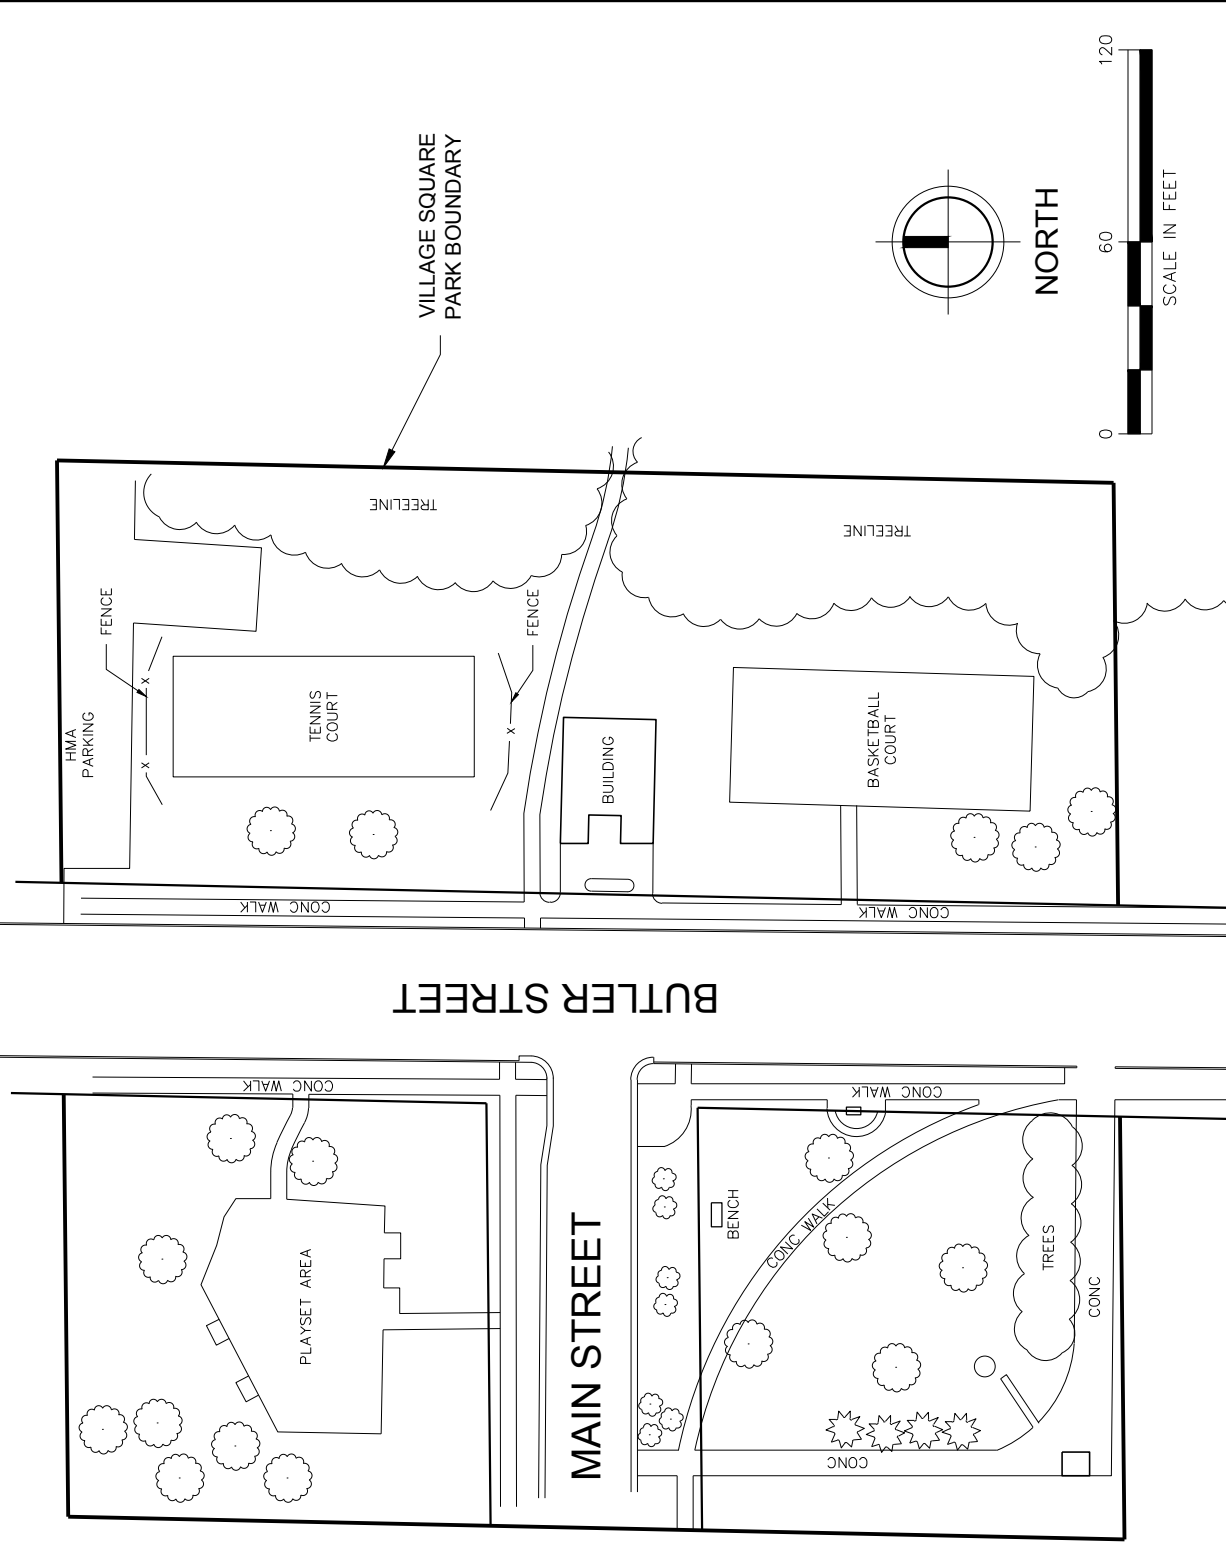 VILLAGE SQUARE
PARK BOUNDARY
NORTH
120
60
0
SCALE IN FEET
TREELINE
TREELINE
FENCE
FENCE
HMA
PARKING
TENNIS
COURT
BUILDING
BASKETBALL
COURT
CONC WALK
CONC WALK
BUTLER STREET
CONC WALK
CONC WALK
PLAYSET AREA
MAIN STREET
BENCH
CONC WALK
TREES
CONC
CONC